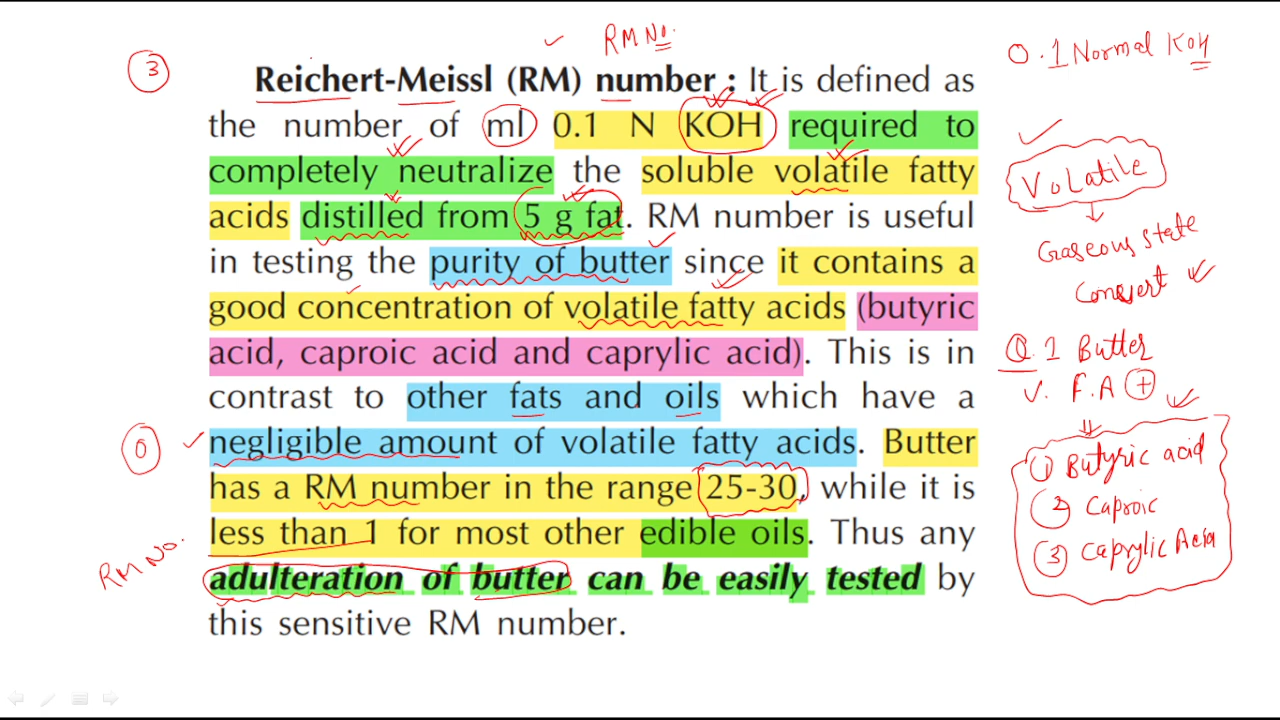 RM No.
3
Reichert-Meissl (RM) number : It is defined as
the number of ml 0.1 N KOH required to
completely neutralize the soluble volatile fatty
acids distilled from 5 g fat. RM number is useful
in testing the purity of butter since it contains a
good concentration of volatile fatty acids (butyric
acid, caproic acid and caprylic acid). This is in
contrast to other fats and oils which have a
0
negligible amount of volatile fatty acids. Butter
has a RM number in the range 25-30, while it is
less than 1 for most other edible oils. Thus any
RM No.
adulteration of butter can be easily tested by
this sensitive RM number.
0.1 Normal KOH
Volatile
Gaseous state
Convert
Q.1 Butter
V. F.A +
1 Butyric acid
2 Caproic
3 Caprylic Acid